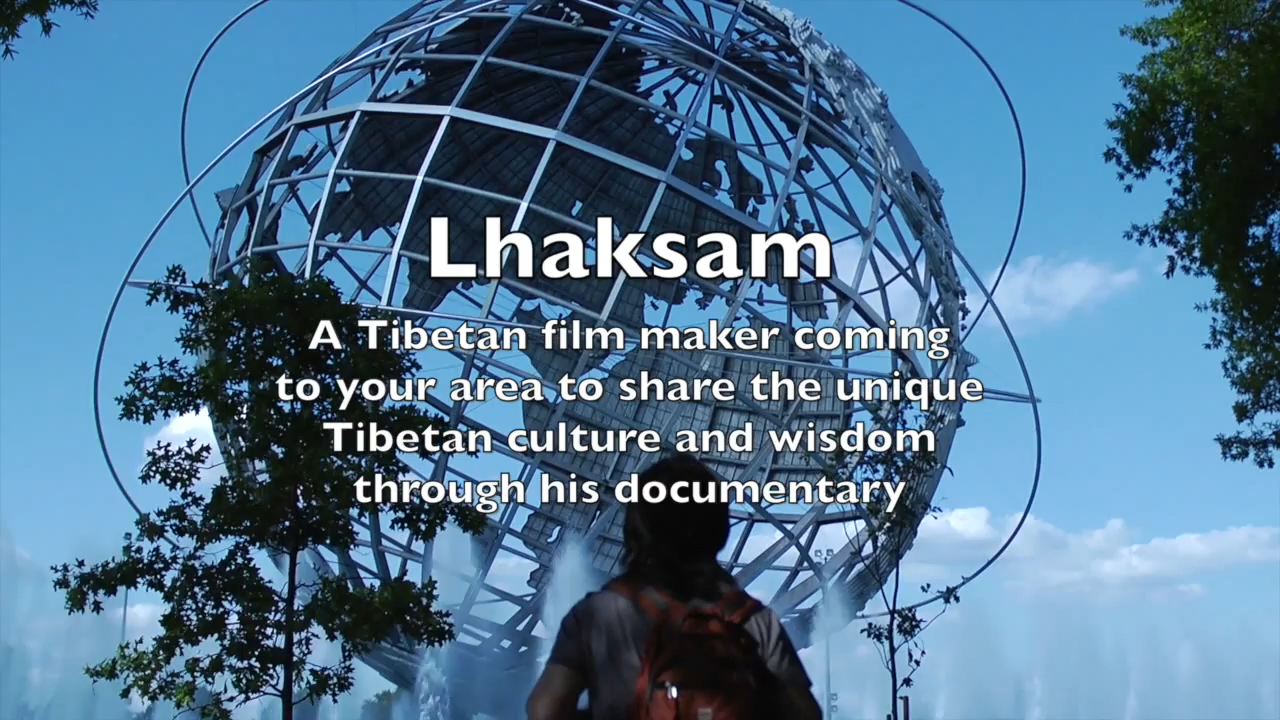 Lhaksam
A Tibetan film maker coming
to your area to share the unique
Tibetan culture and wisdom
through his documentary